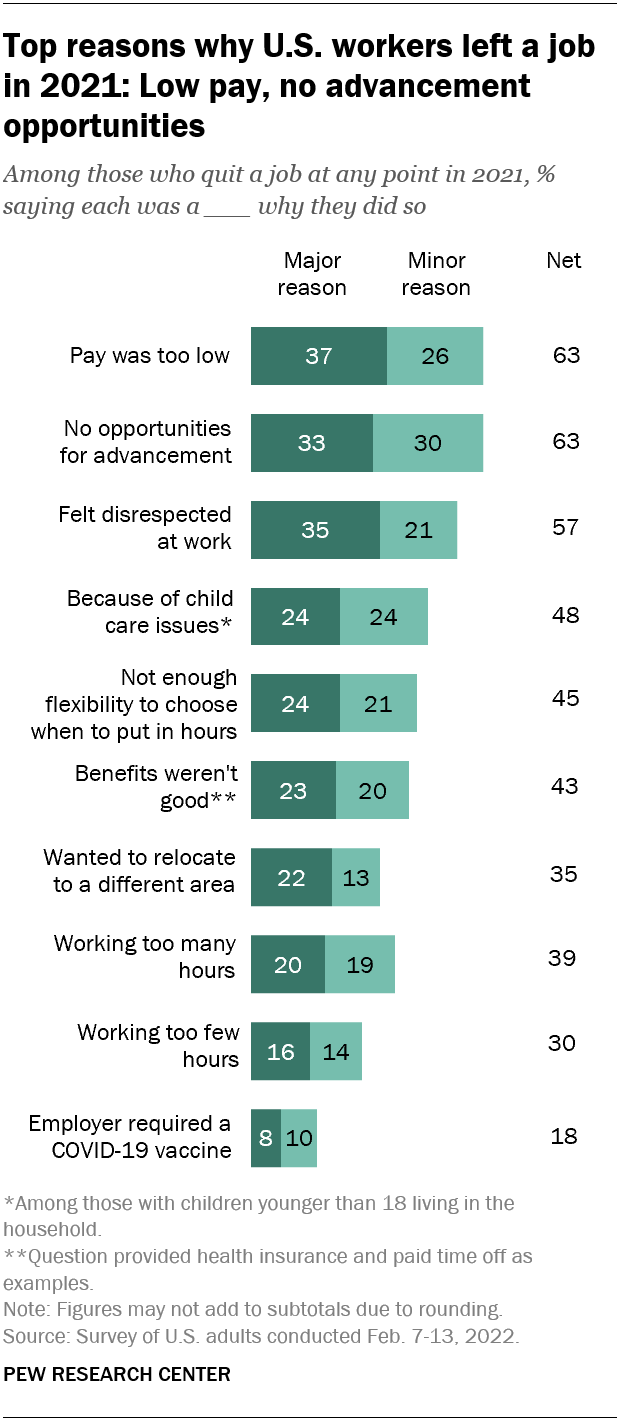 Top reasons why U.S. workers left a job
in 2021: Low pay, no advancement
opportunities
Among those who quit a job at any point in 2021, %
saying each was a ___ why they did so
Major reason
Minor reason
Net
Pay was too low 37 26 63
No opportunities
for advancement 33 30 63
Felt disrespected
at work 35 21 57
Because of child
care issues* 24 24 48
Not enough
flexibility to choose
when to put in hours 24 21 45
Benefits weren't
good** 23 20 43
Wanted to relocate
to a different area 22 13 35
Working too many
hours 20 19 39
Working too few
hours 16 14 30
Employer required a
COVID-19 vaccine 8 10 18
*Among those with children younger than 18 living in the
household.
**Question provided health insurance and paid time off as
examples.
Note: Figures may not add to subtotals due to rounding.
Source: Survey of U.S. adults conducted Feb. 7-13, 2022.
PEW RESEARCH CENTER